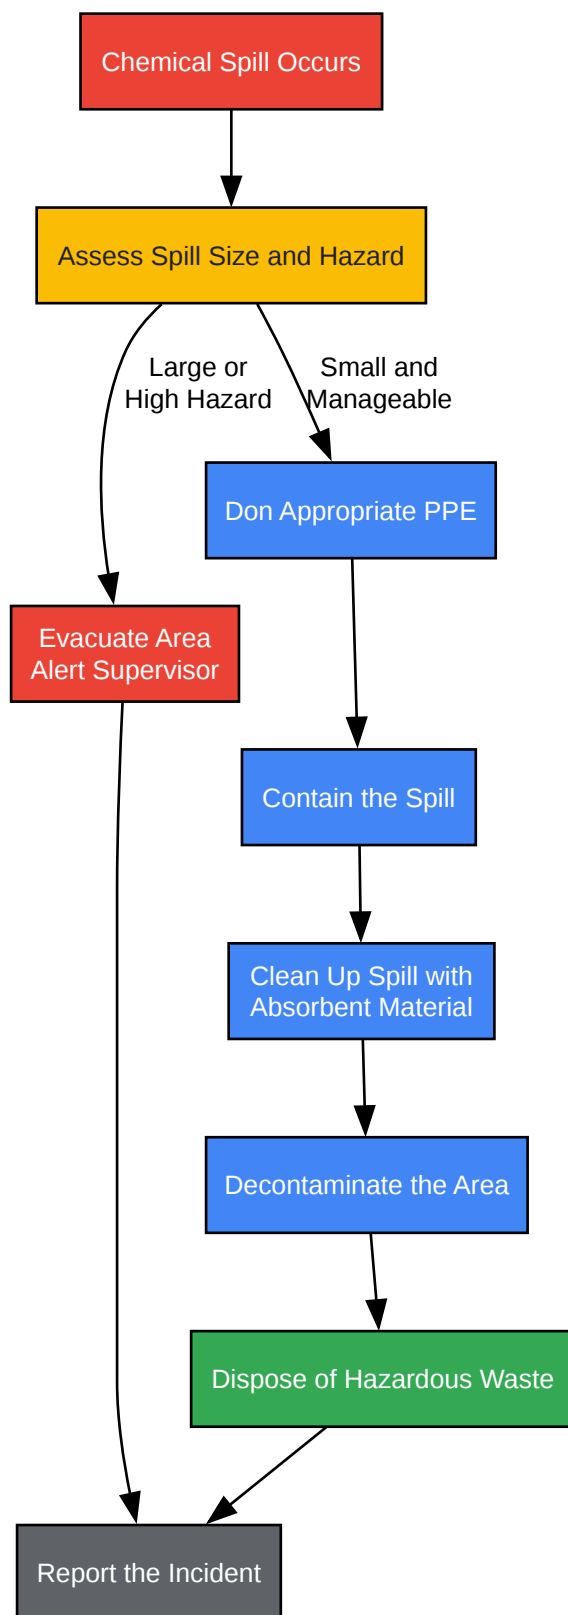 Chemical Spill Occurs
Assess Spill Size and Hazard
Large or
High Hazard
Small and
Manageable
Don Appropriate PPE
Evacuate Area
Alert Supervisor
Contain the Spill
Clean Up Spill with
Absorbent Material
Decontaminate the Area
Dispose of Hazardous Waste
Report the Incident